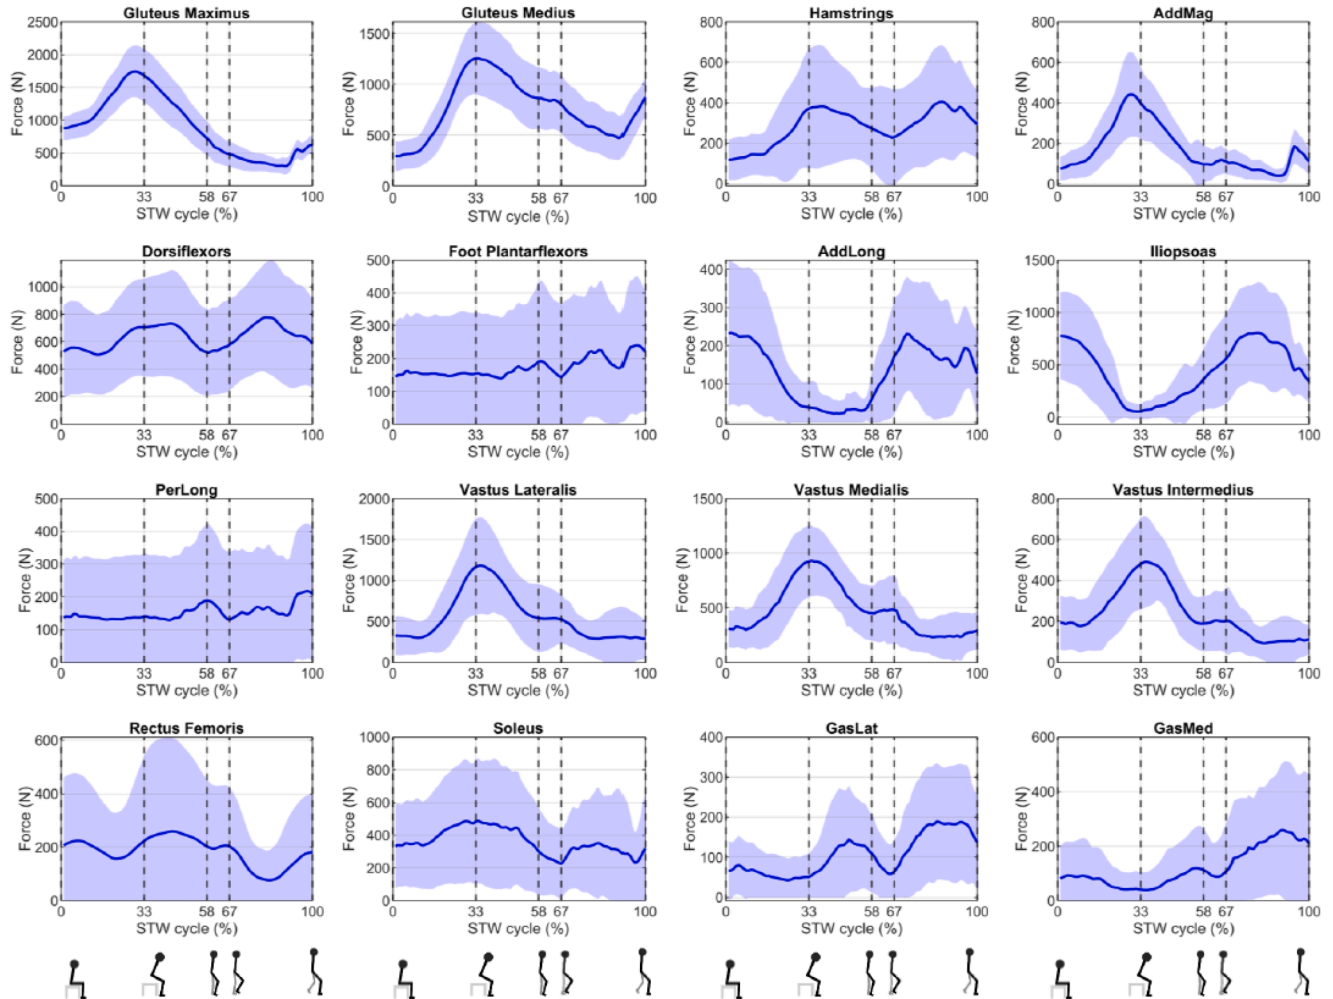 Gluteus Maximus
Force (N)
2500
2000
1500
1000
500
0
0 33 58 67 100
STW cycle (%)
Gluteus Medius
Force (N)
1500
1000
500
0
0 33 58 67 100
STW cycle (%)
Hamstrings
Force (N)
800
600
400
200
0
0 33 58 67 100
STW cycle (%)
AddMag
Force (N)
800
600
400
200
0
0 33 58 67 100
STW cycle (%)
Dorsiflexors
Force (N)
1000
800
600
400
200
0
0 33 58 67 100
STW cycle (%)
Foot Plantarflexors
Force (N)
500
400
300
200
100
0
0 33 58 67 100
STW cycle (%)
AddLong
Force (N)
400
300
200
100
0
0 33 58 67 100
STW cycle (%)
Iliopsoas
Force (N)
1500
1000
500
0
0 33 58 67 100
STW cycle (%)
PerLong
Force (N)
500
400
300
200
100
0
0 33 58 67 100
STW cycle (%)
Vastus Lateralis
Force (N)
2000
1500
1000
500
0
0 33 58 67 100
STW cycle (%)
Vastus Medialis
Force (N)
1500
1000
500
0
0 33 58 67 100
STW cycle (%)
Vastus Intermedius
Force (N)
800
600
400
200
0
0 33 58 67 100
STW cycle (%)
Rectus Femoris
Force (N)
600
400
200
0
0 33 58 67 100
STW cycle (%)
Soleus
Force (N)
1000
800
600
400
200
0
0 33 58 67 100
STW cycle (%)
GasLat
Force (N)
400
300
200
100
0
0 33 58 67 100
STW cycle (%)
GasMed
Force (N)
600
400
200
0
0 33 58 67 100
STW cycle (%)